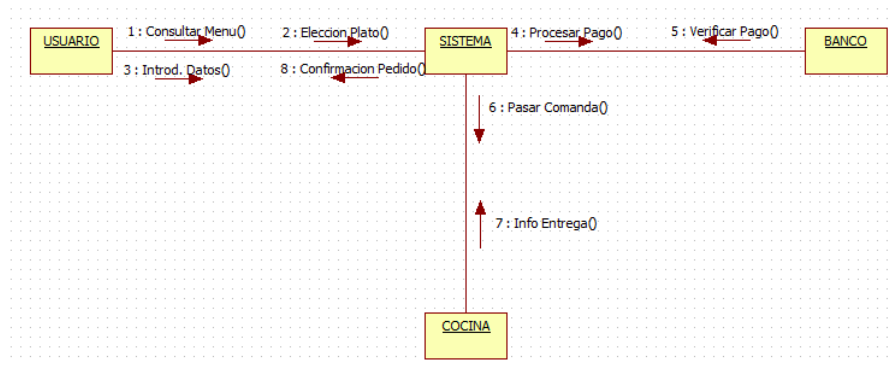 1 : Consultar Menu()
2 : Eleccion Plato()
4 : Procesar Pago()
5 : Verificar Pago()
USUARIO
SISTEMA
BANCO
3 : Introd. Datos()
8 : Confirmacion Pedido()
6 : Pasar Comanda()
7 : Info Entrega()
COCINA